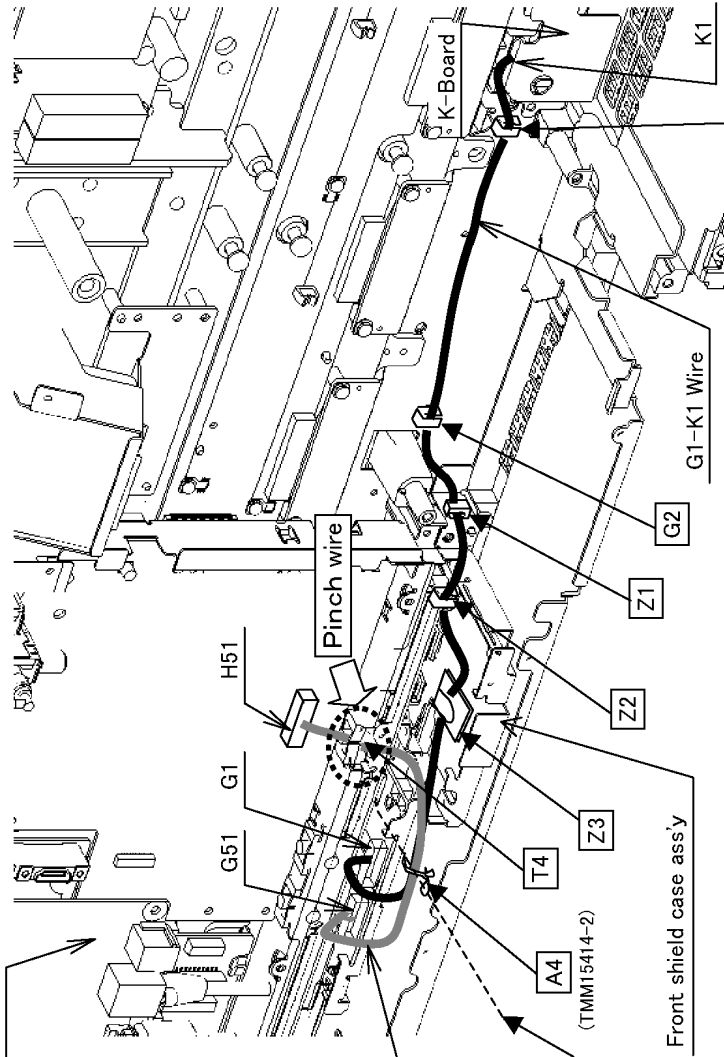 K-Board
K1
G1-K1 Wire
G2
Z1
Pinch wire
Z2
H51
G1
Z3
G51
T4
A4
(TMM15414-2)
Front shield case ass'y